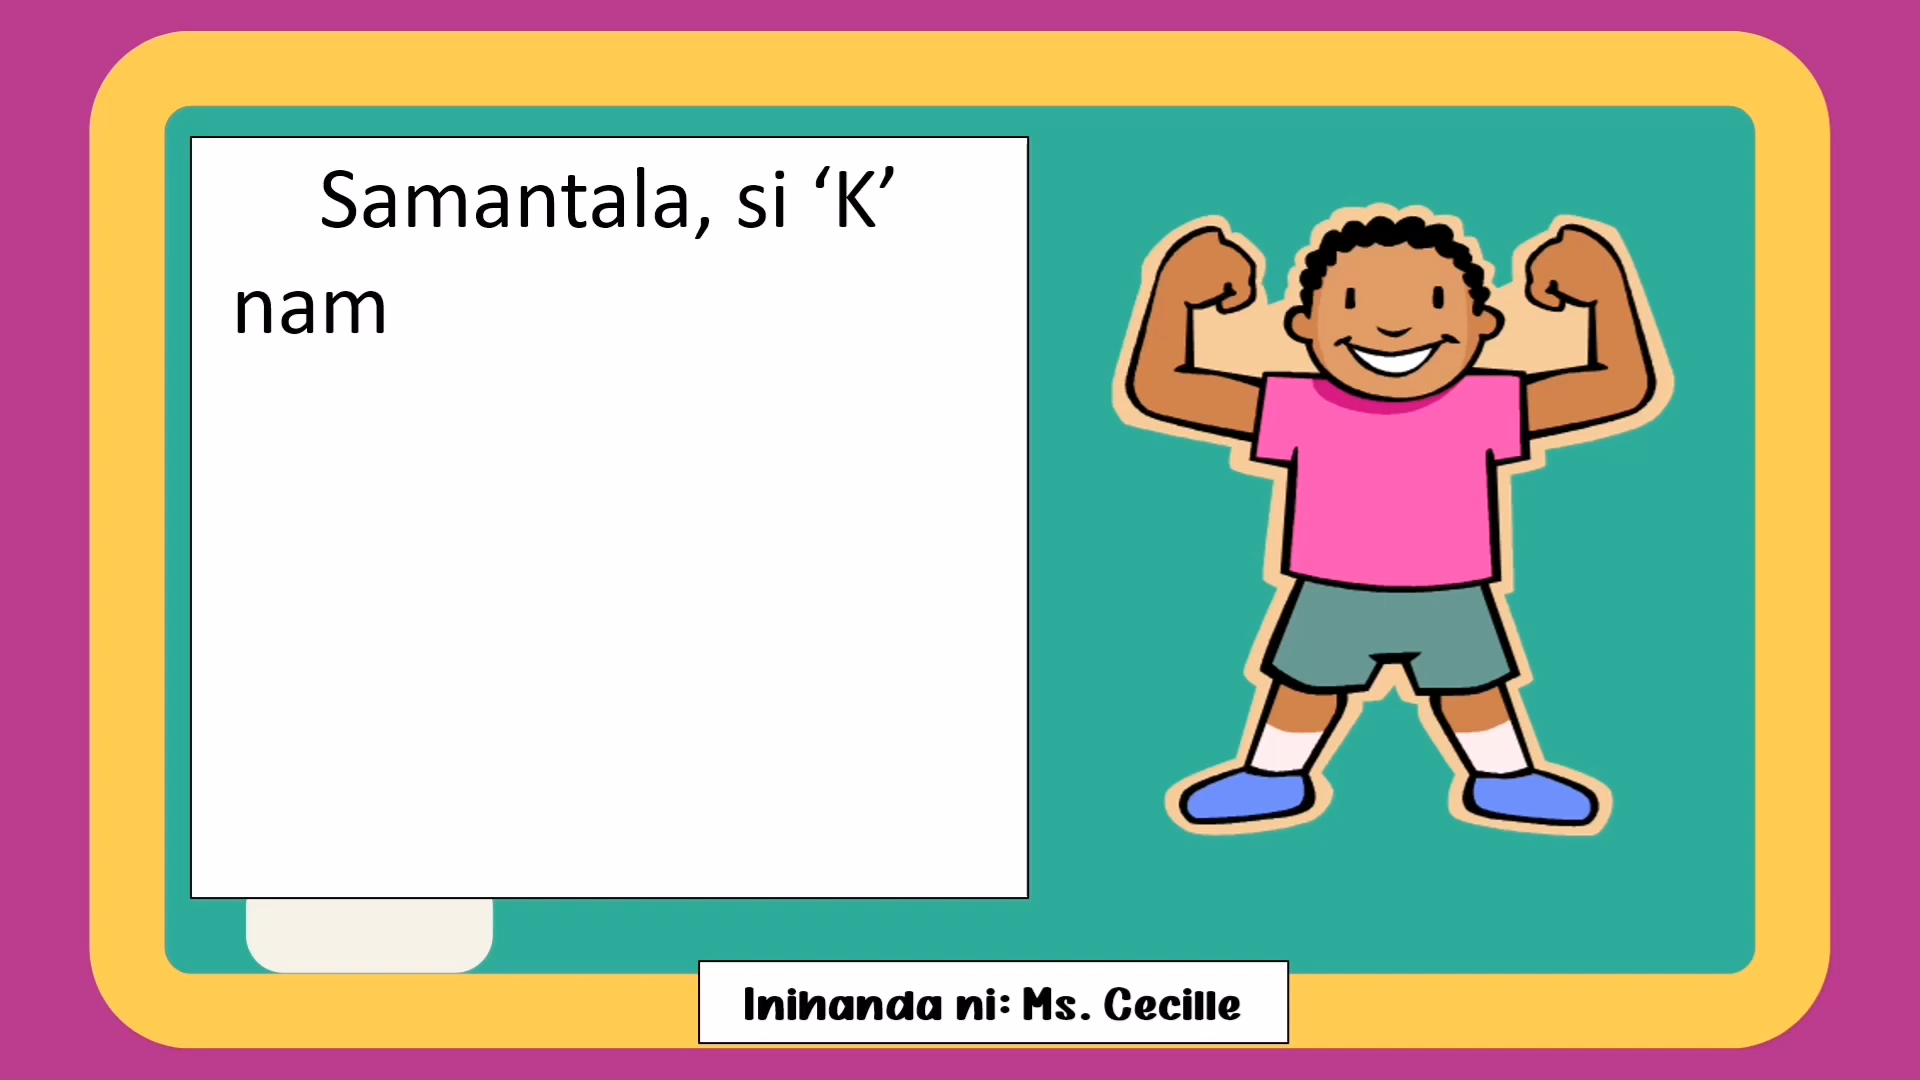 Samantala, si ‘K’
nam
Inihanda ni: Ms. Cecille